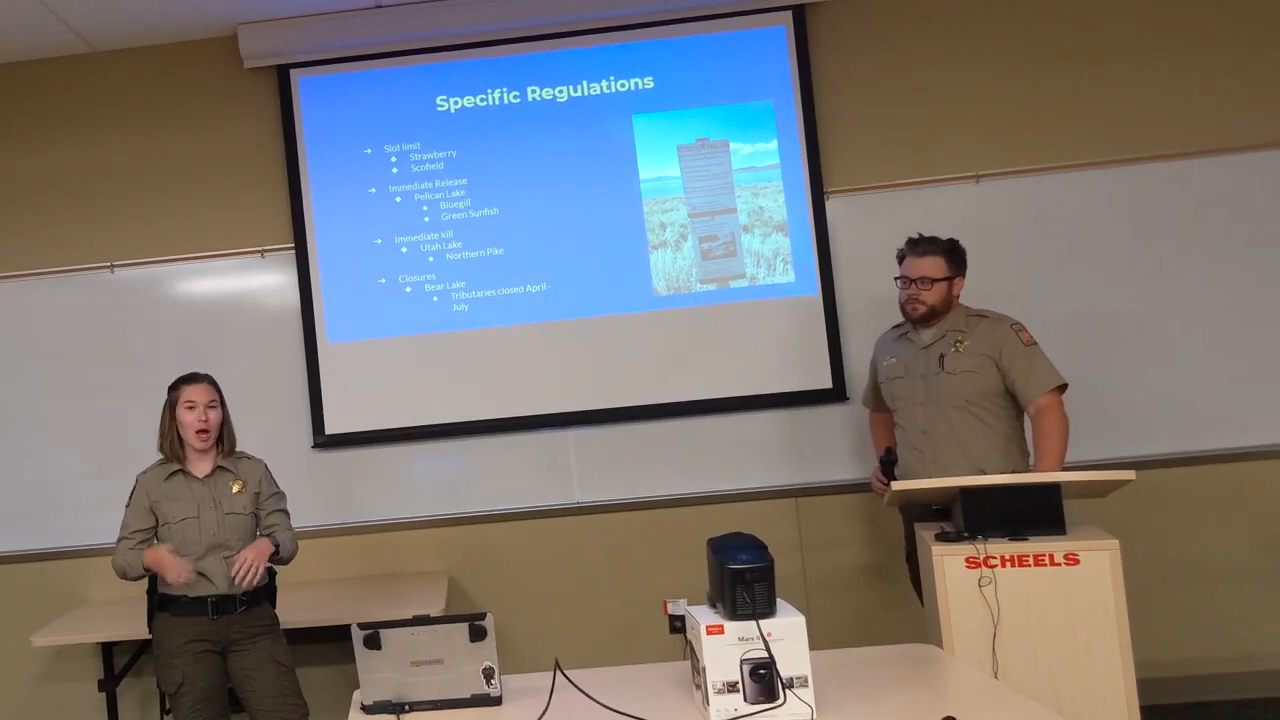 Specific Regulations
Slot limit
Strawberry
Scofield
Immediate Release
Pelican Lake
Bluegill
Green Sunfish
Immediate kill
Utah Lake
Northern Pike
Closures
Bear Lake
Tributaries closed April -
July
SCHEELS
Mars II